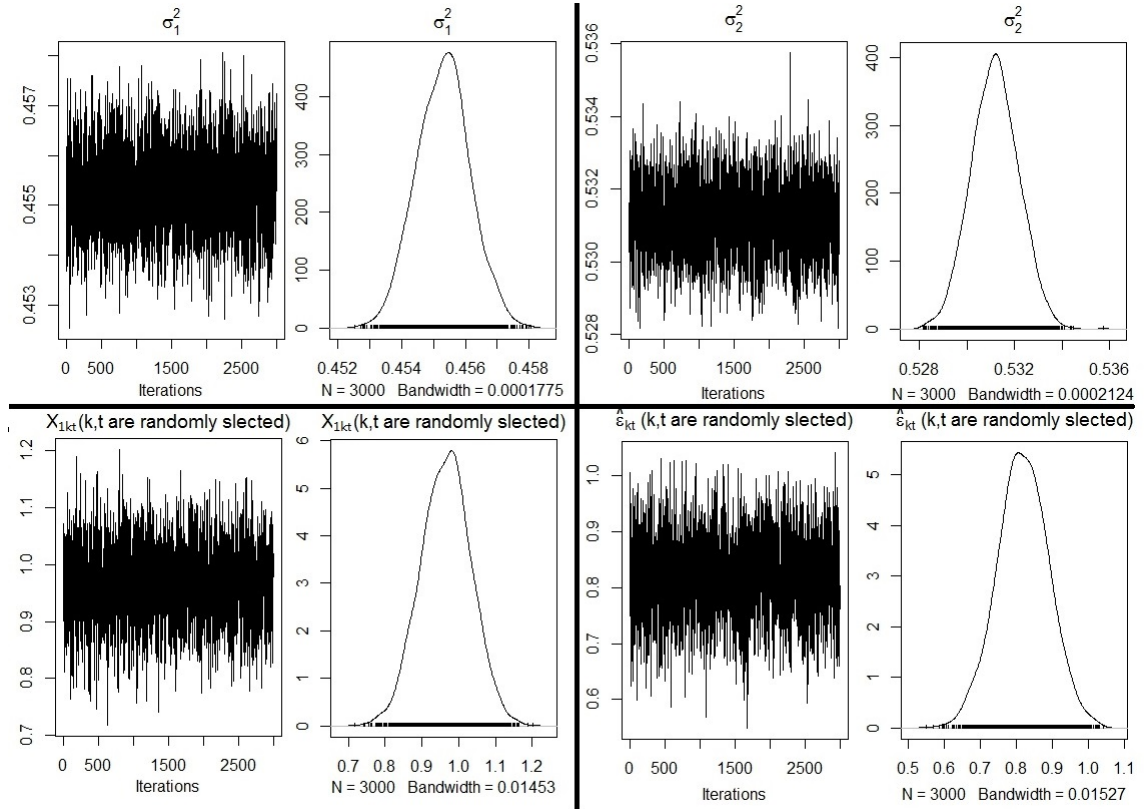 σ₁²
σ₁²
0.453 0.455 0.457
0 500 1500 2500
Iterations
0 100 200 300 400
0.452 0.454 0.456 0.458
N = 3000 Bandwidth = 0.0001775
σ₂²
σ₂²
0.528 0.530 0.532 0.534 0.536
0 500 1500 2500
Iterations
0 100 200 300 400
0.528 0.532 0.536
N = 3000 Bandwidth = 0.0002124
X₁ₖₜ(k,t are randomly slected)
X₁ₖₜ(k,t are randomly slected)
0.7 0.8 0.9 1.0 1.1 1.2
0 500 1500 2500
Iterations
0 1 2 3 4 5 6
0.7 0.8 0.9 1.0 1.1 1.2
N = 3000 Bandwidth = 0.01453
ε̂ₖₜ (k,t are randomly slected)
ε̂ₖₜ (k,t are randomly slected)
0.6 0.7 0.8 0.9 1.0
0 500 1500 2500
Iterations
0 1 2 3 4 5
0.5 0.6 0.7 0.8 0.9 1.0 1.1
N = 3000 Bandwidth = 0.01527